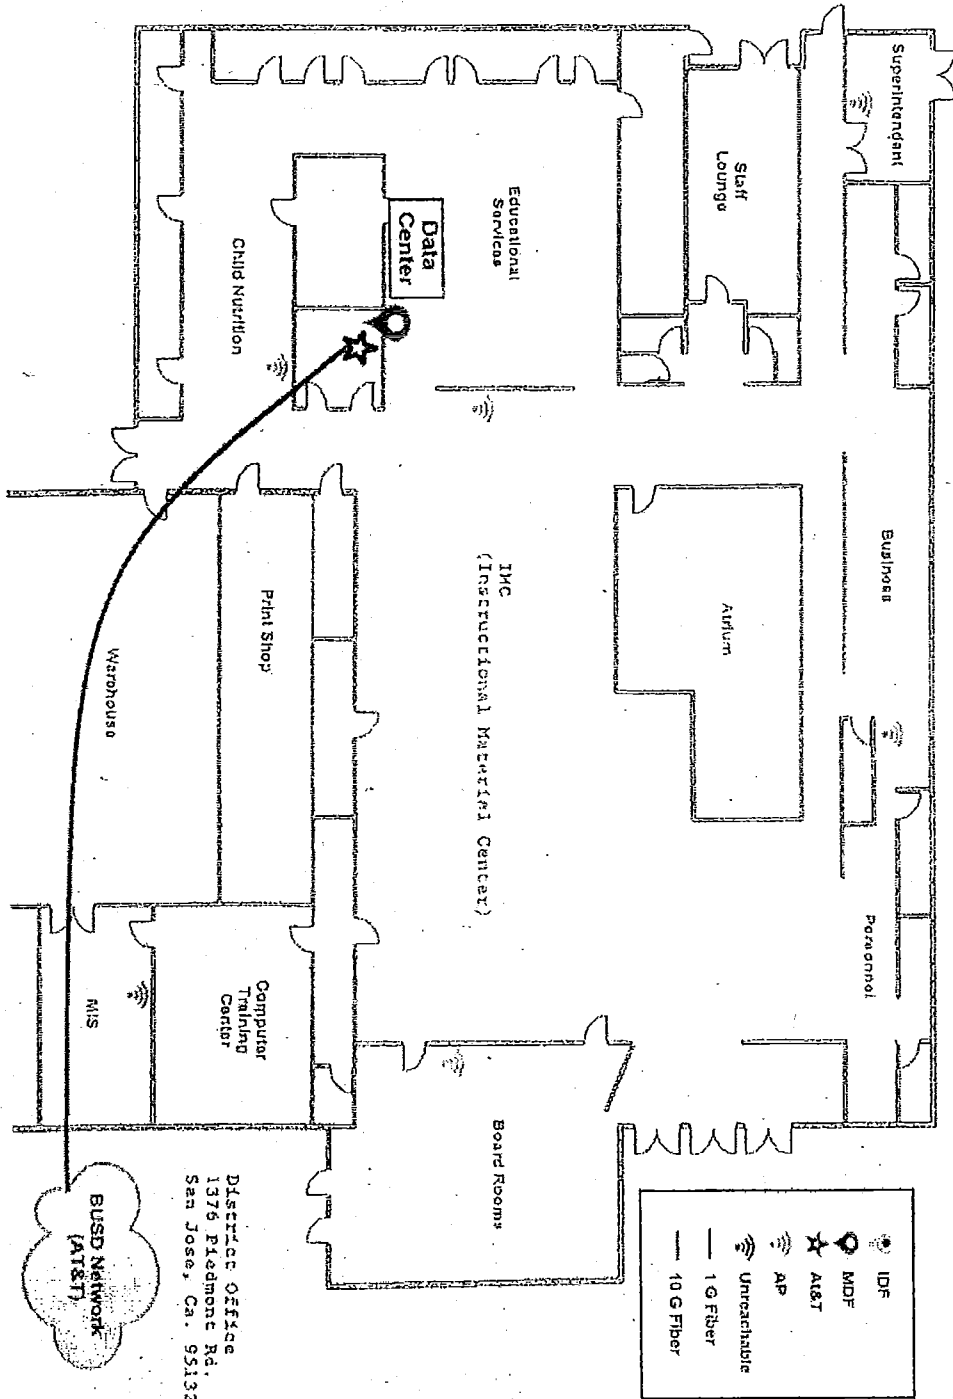 Superintendant
Staff
Lounge
Educational
Services
Data
Center
Child Nutrition
Business
Atrium
IMC
(Instructional Material Center)
Print Shop
Warehouse
Personnel
Computer
Training
Center
MIS
Board Rooms
BUSD Network
(AT&T)
District Office
1376 Piedmont Rd.
San Jose, Ca. 95132
IDF
MDF
At&T
AP
Unreachable
1 G Fiber
10 G Fiber